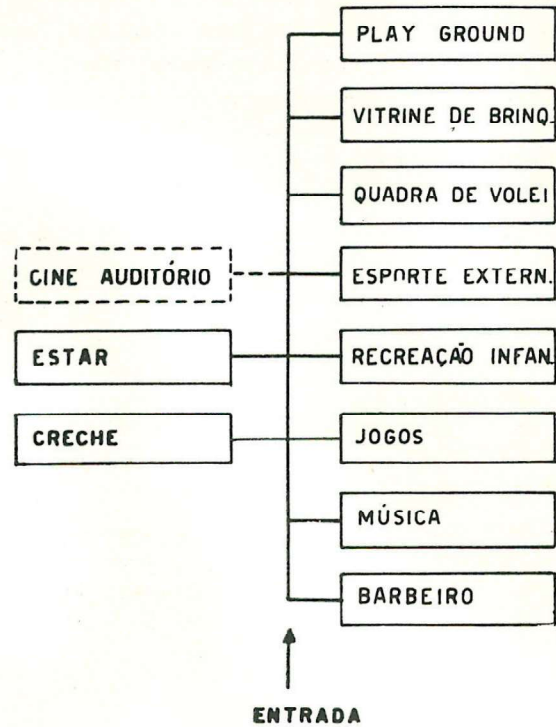 PLAY GROUND
VITRINE DE BRINQ.
QUADRA DE VOLEI
CINE AUDITÓRIO
ESPORTE EXTERN.
ESTAR
RECREAÇÃO INFAN.
CRECHE
JOGOS
MÚSICA
BARBEIRO
ENTRADA